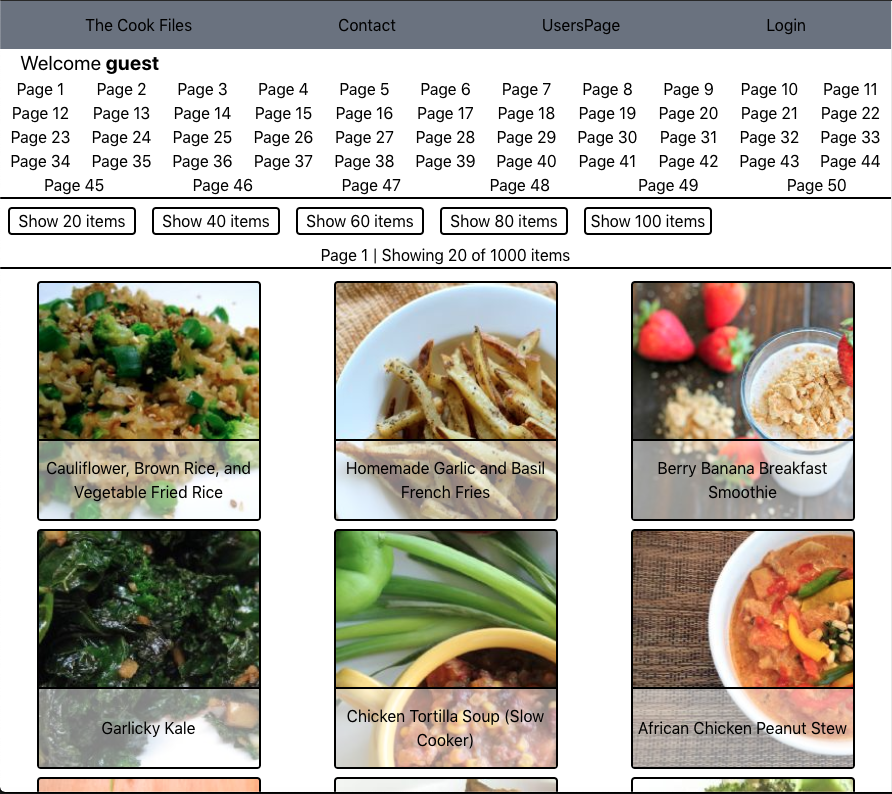 The Cook Files Contact UsersPage Login
Welcome guest
Page 1 Page 2 Page 3 Page 4 Page 5 Page 6 Page 7 Page 8 Page 9 Page 10 Page 11
Page 12 Page 13 Page 14 Page 15 Page 16 Page 17 Page 18 Page 19 Page 20 Page 21 Page 22
Page 23 Page 24 Page 25 Page 26 Page 27 Page 28 Page 29 Page 30 Page 31 Page 32 Page 33
Page 34 Page 35 Page 36 Page 37 Page 38 Page 39 Page 40 Page 41 Page 42 Page 43 Page 44
Page 45 Page 46 Page 47 Page 48 Page 49 Page 50
Show 20 items Show 40 items Show 60 items Show 80 items Show 100 items
Page 1 | Showing 20 of 1000 items
Cauliflower, Brown Rice, and
Vegetable Fried Rice
Homemade Garlic and Basil
French Fries
Berry Banana Breakfast
Smoothie
Garlicky Kale
Chicken Tortilla Soup (Slow
Cooker)
African Chicken Peanut Stew